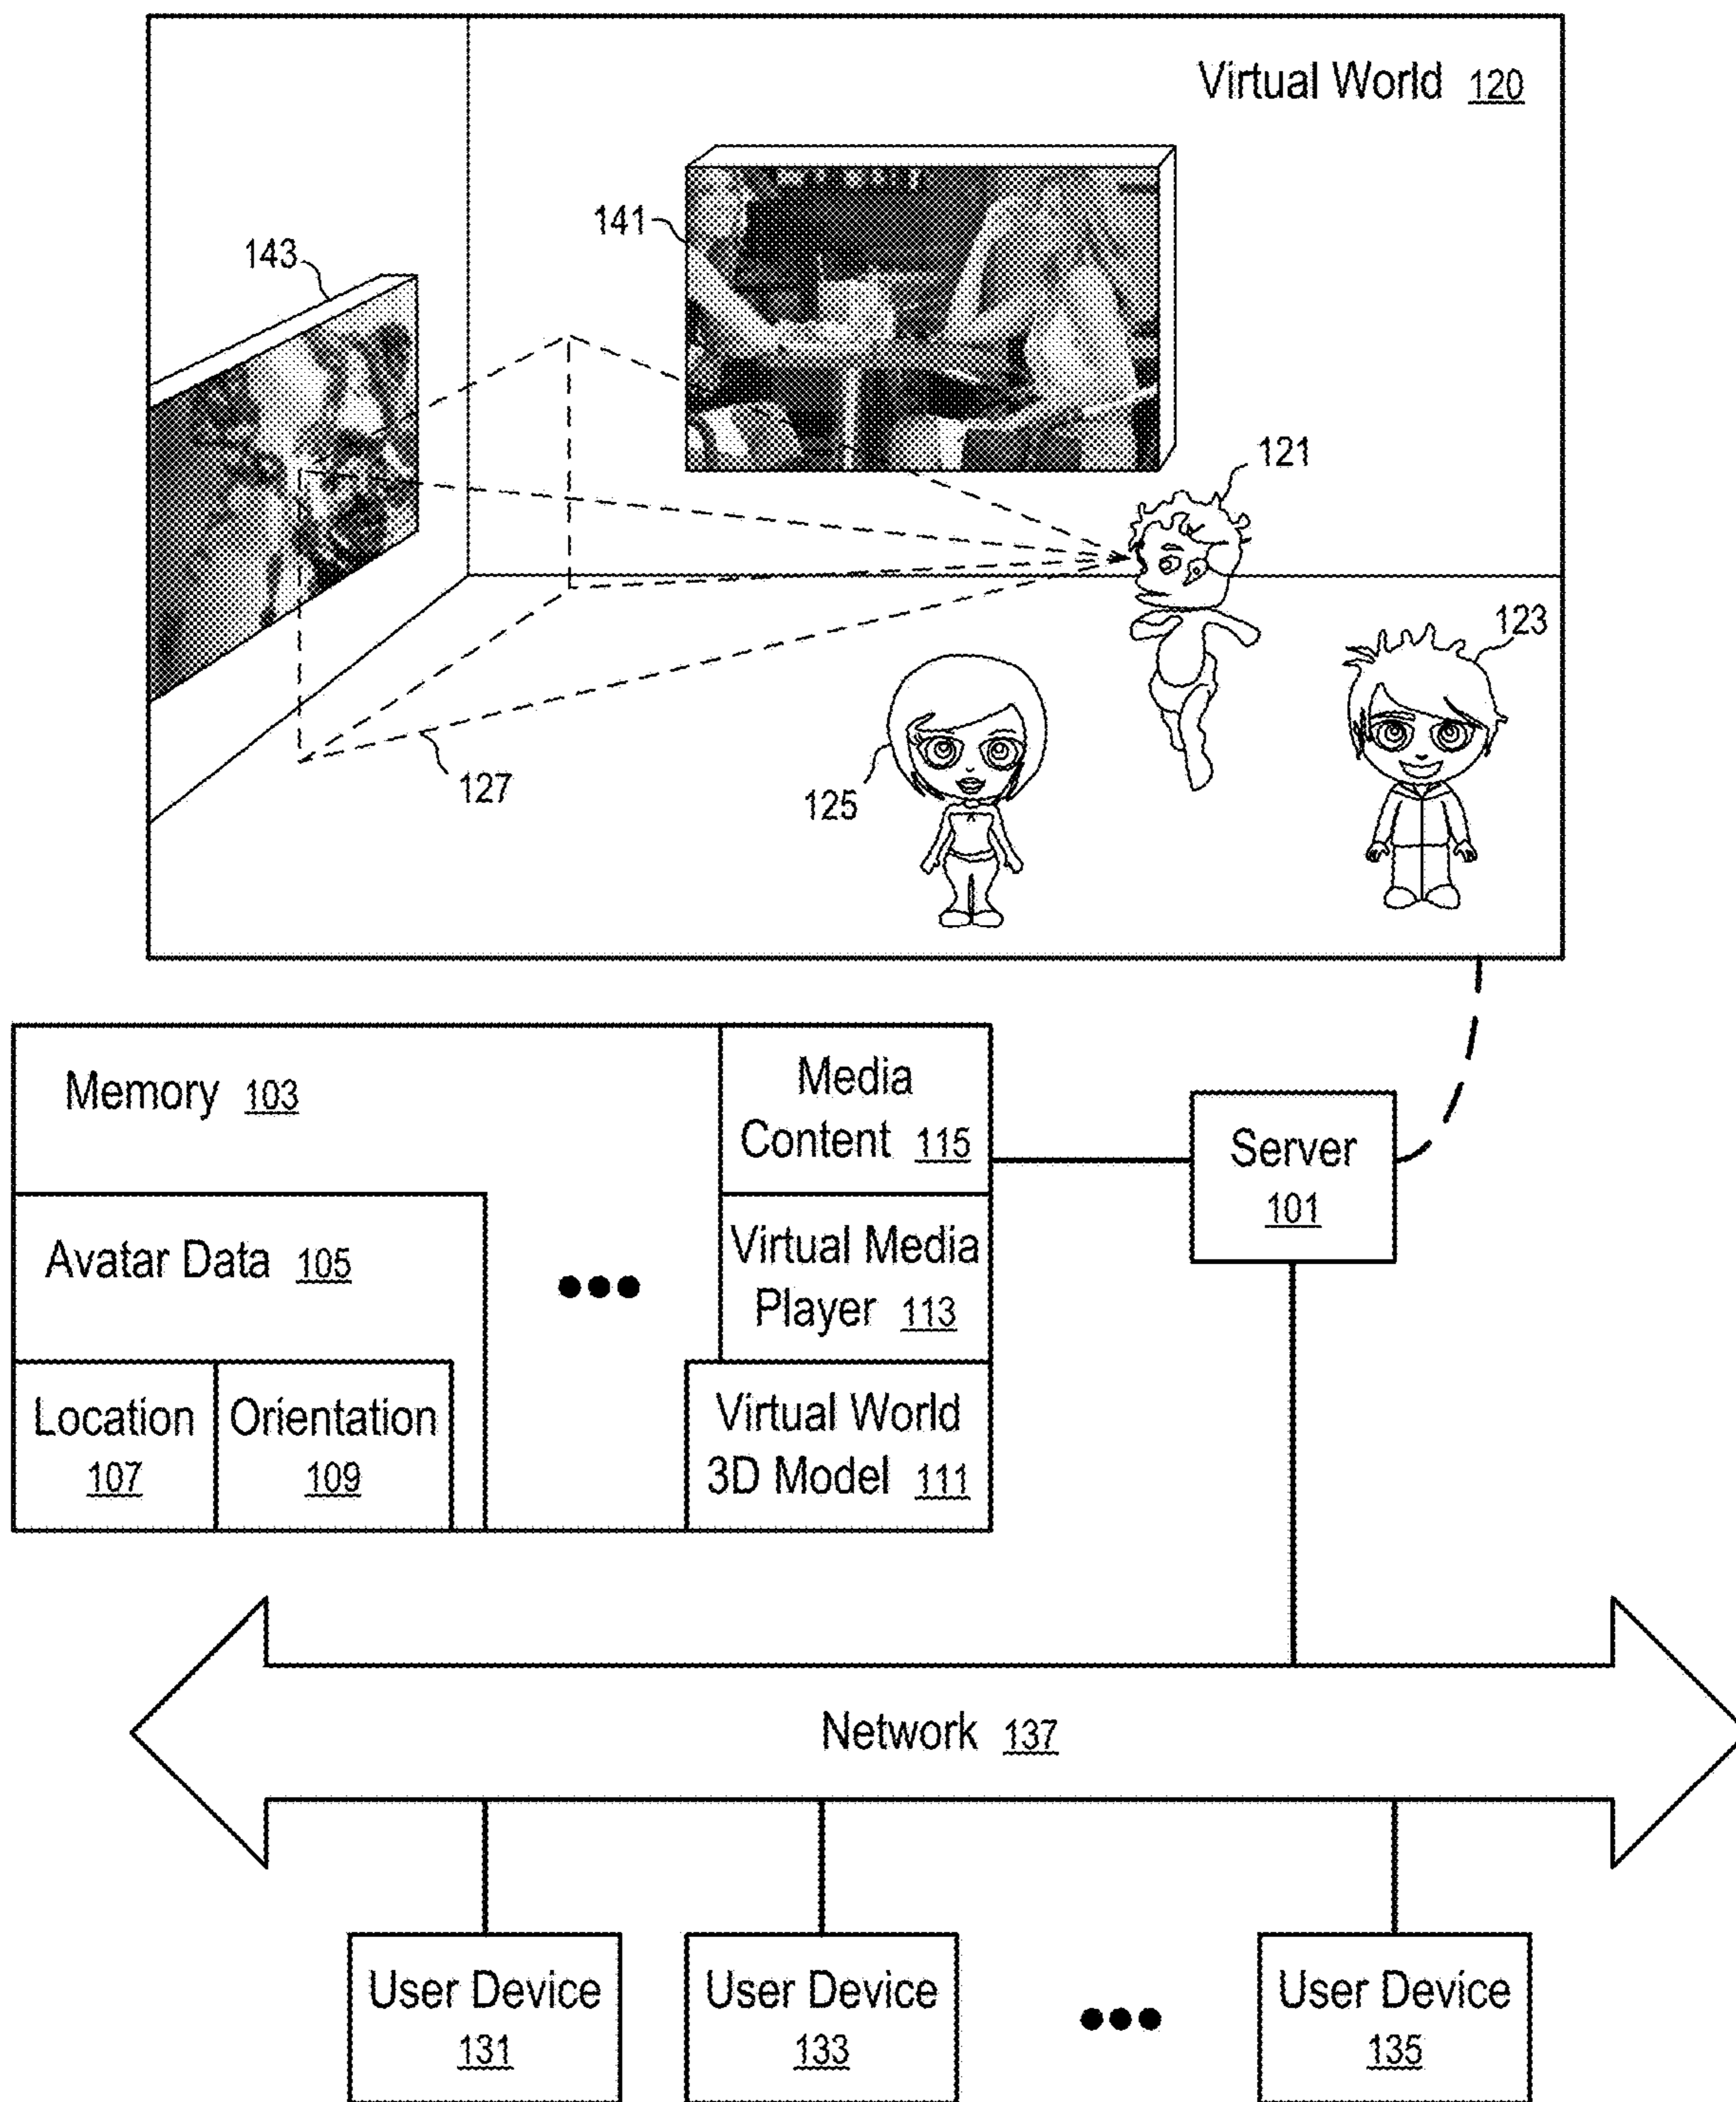 Virtual World 120
141
143
121
123
127
125
Memory 103
Media
Content 115
Server
101
Avatar Data 105
Virtual Media
Player 113
Location
107
Orientation
109
Virtual World
3D Model 111
Network 137
User Device
131
User Device
133
User Device
135